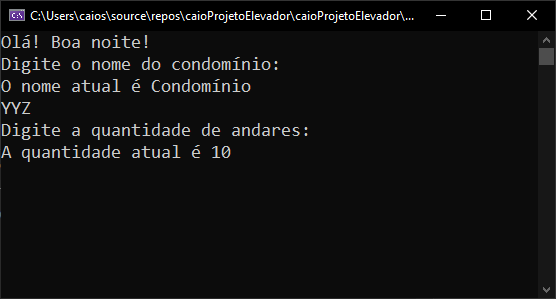 C:\Users\caios\source\repos\caioProjetoElevador\caioProjetoElevador\...
Olá! Boa noite!
Digite o nome do condomínio:
O nome atual é Condomínio
YYZ
Digite a quantidade de andares:
A quantidade atual é 10